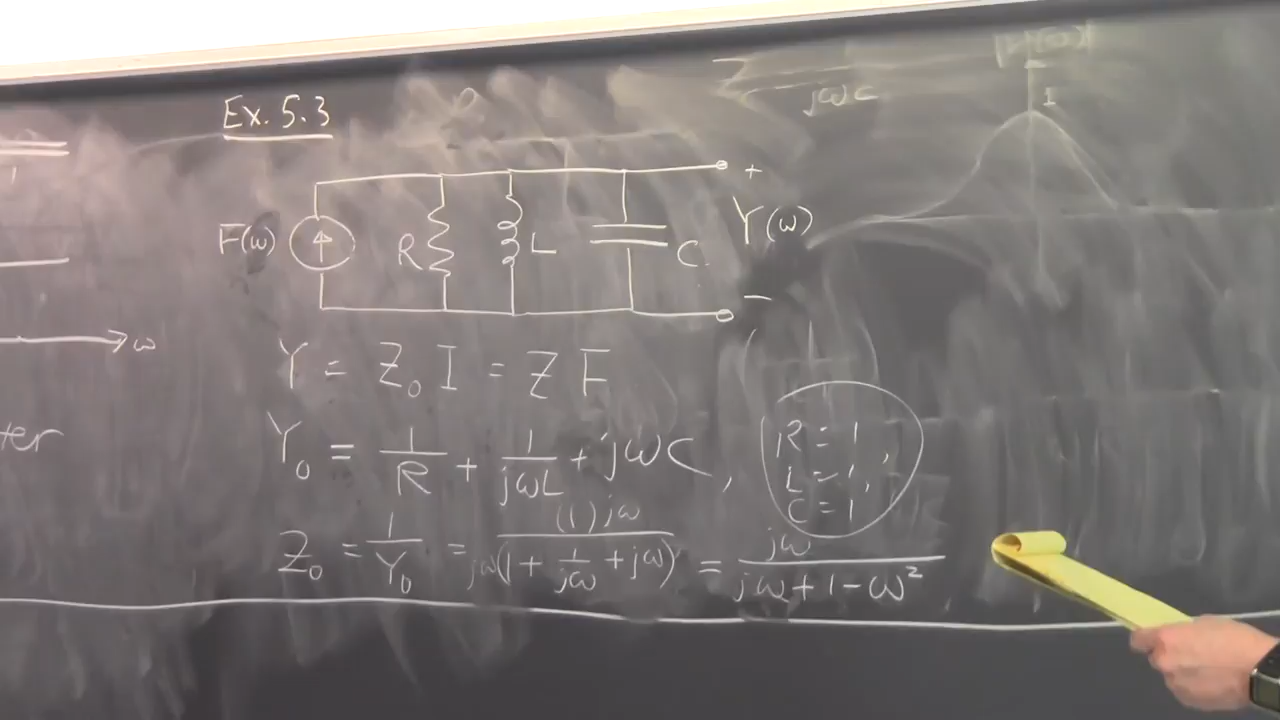 Ex. 5.3
jωC
1
F(ω) R L C Y(ω) + −
ω
Y = Z₀ I = Z F
ter
Y₀ = 1/R + 1/jωL + jωC, R = 1, L = 1, C = 1
Z₀ = 1/Y₀ = (1)jω / jω(1 + 1/jω + jω) = jω / jω + 1 − ω²